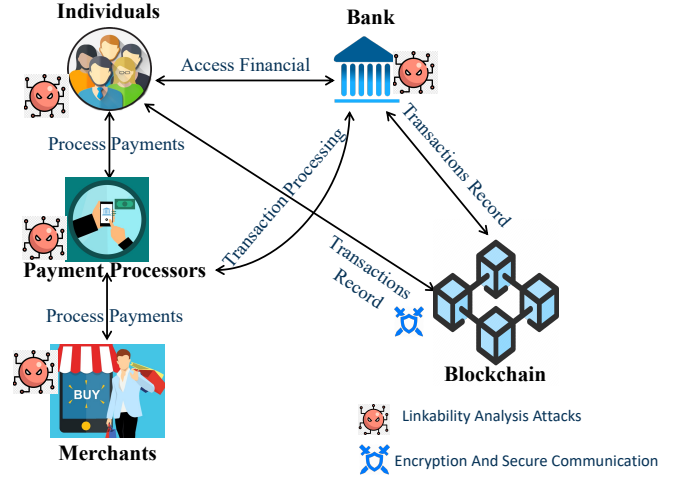 Individuals
Bank
Access Financial
Process Payments
Transaction Processing
Transactions Record
Payment Processors
Transactions
Record
Process Payments
BUY
Blockchain
Merchants
Linkability Analysis Attacks
Encryption And Secure Communication